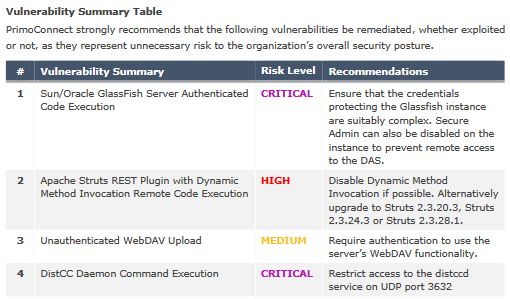 Vulnerability Summary Table
PrimoConnect strongly recommends that the following vulnerabilities be remediated, whether exploited
or not, as they represent unnecessary risk to the organization's overall security posture.
# Vulnerability Summary Risk Level Recommendations
1 Sun/Oracle GlassFish Server Authenticated CRITICAL Ensure that the credentials
Code Execution protecting the Glassfish instance
are suitably complex. Secure
Admin can also be disabled on the
instance to prevent remote access
to the DAS.
2 Apache Struts REST Plugin with Dynamic HIGH Disable Dynamic Method
Method Invocation Remote Code Execution Invocation if possible. Alternatively
upgrade to Struts 2.3.20.3, Struts
2.3.24.3 or Struts 2.3.28.1.
3 Unauthenticated WebDAV Upload MEDIUM Require authentication to use the
server's WebDAV functionality.
4 DistCC Daemon Command Execution CRITICAL Restrict access to the distccd
service on UDP port 3632